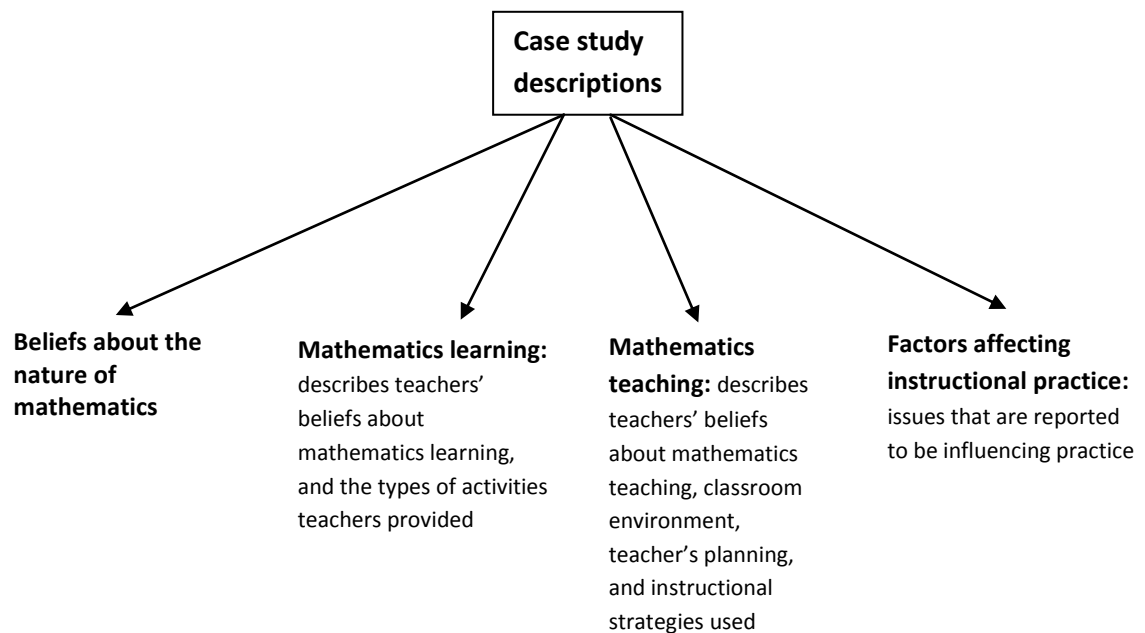 Case study
descriptions
Beliefs about the
nature of
mathematics
Mathematics learning:
describes teachers’
beliefs about
mathematics learning,
and the types of activities
teachers provided
Mathematics
teaching: describes
teachers’ beliefs
about mathematics
teaching, classroom
environment,
teacher’s planning,
and instructional
strategies used
Factors affecting
instructional practice:
issues that are reported
to be influencing practice